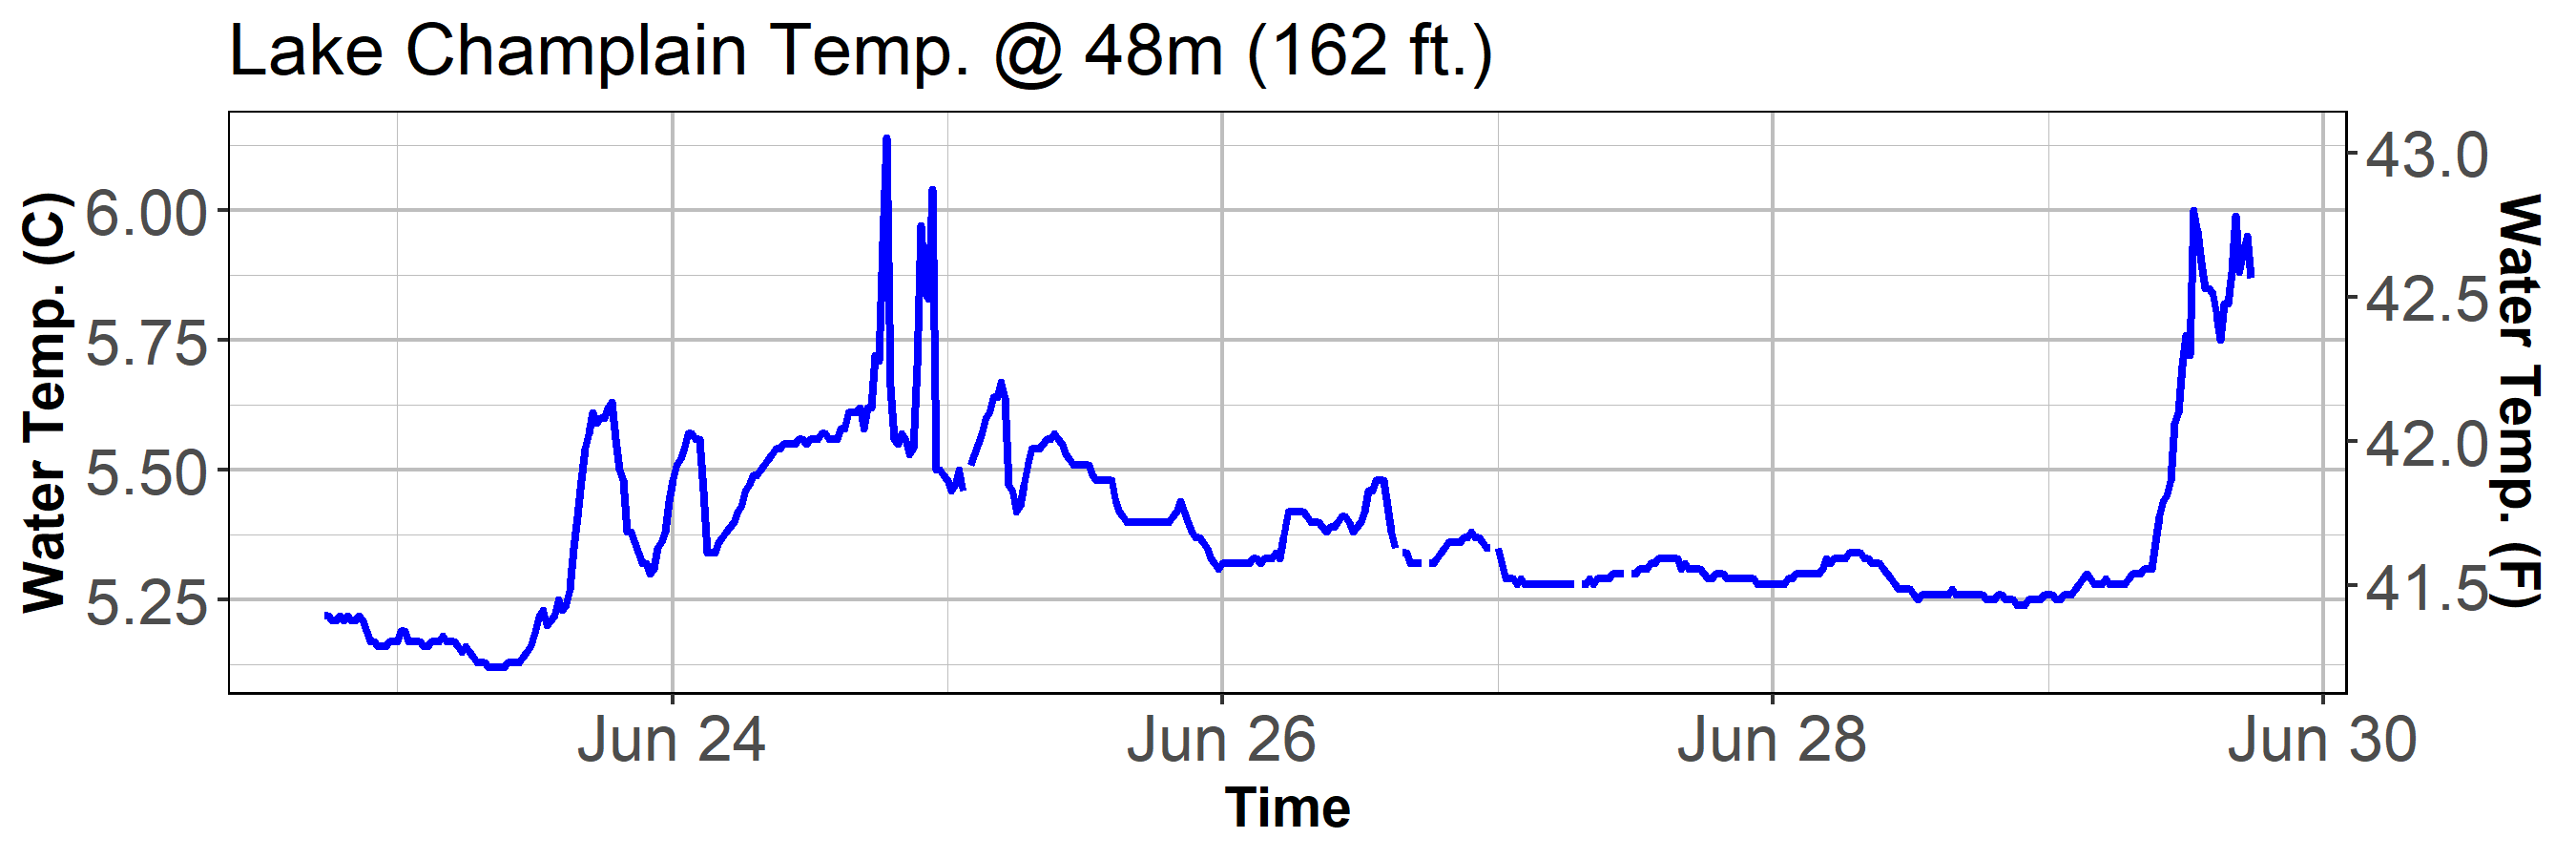 Lake Champlain Temp. @ 48m (162 ft.)
Water Temp. (C)
6.00
5.75
5.50
5.25
43.0
42.5
42.0
41.5
Water Temp. (F)
Jun 24
Jun 26
Jun 28
Jun 30
Time